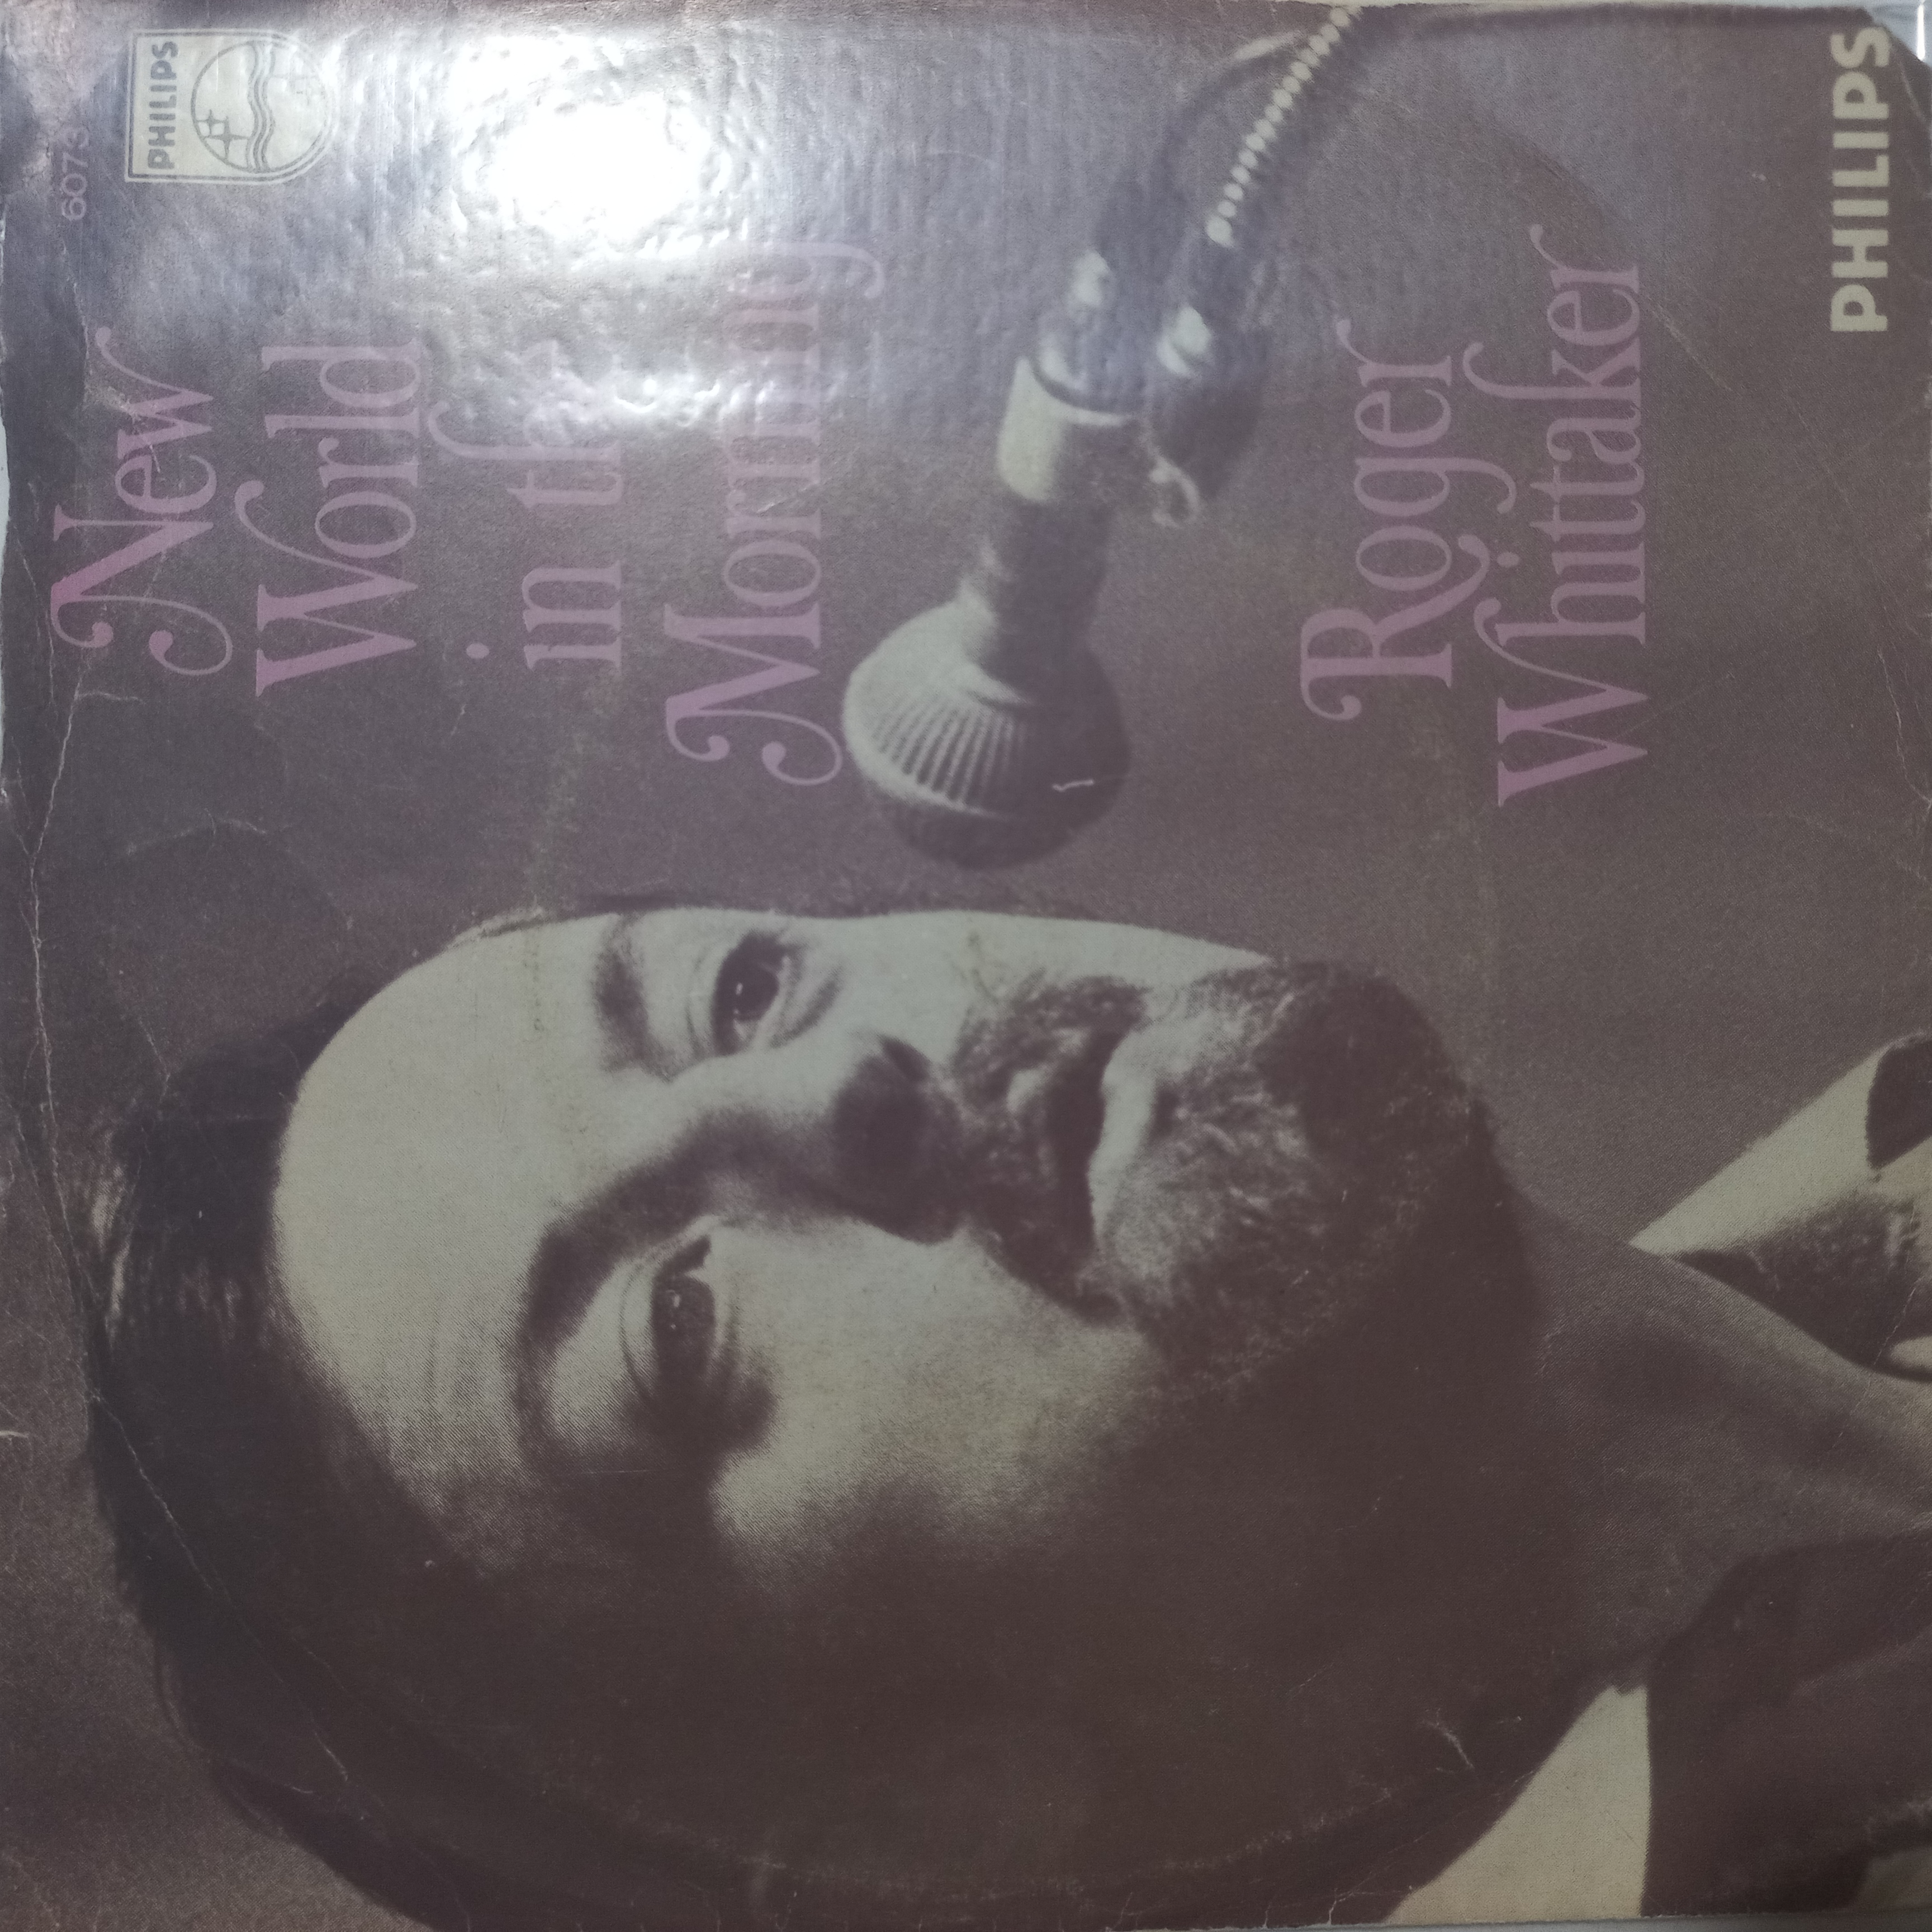 6073
PHILIPS
New
World
in the
Morning
Roger
Whittaker
PHILIPS